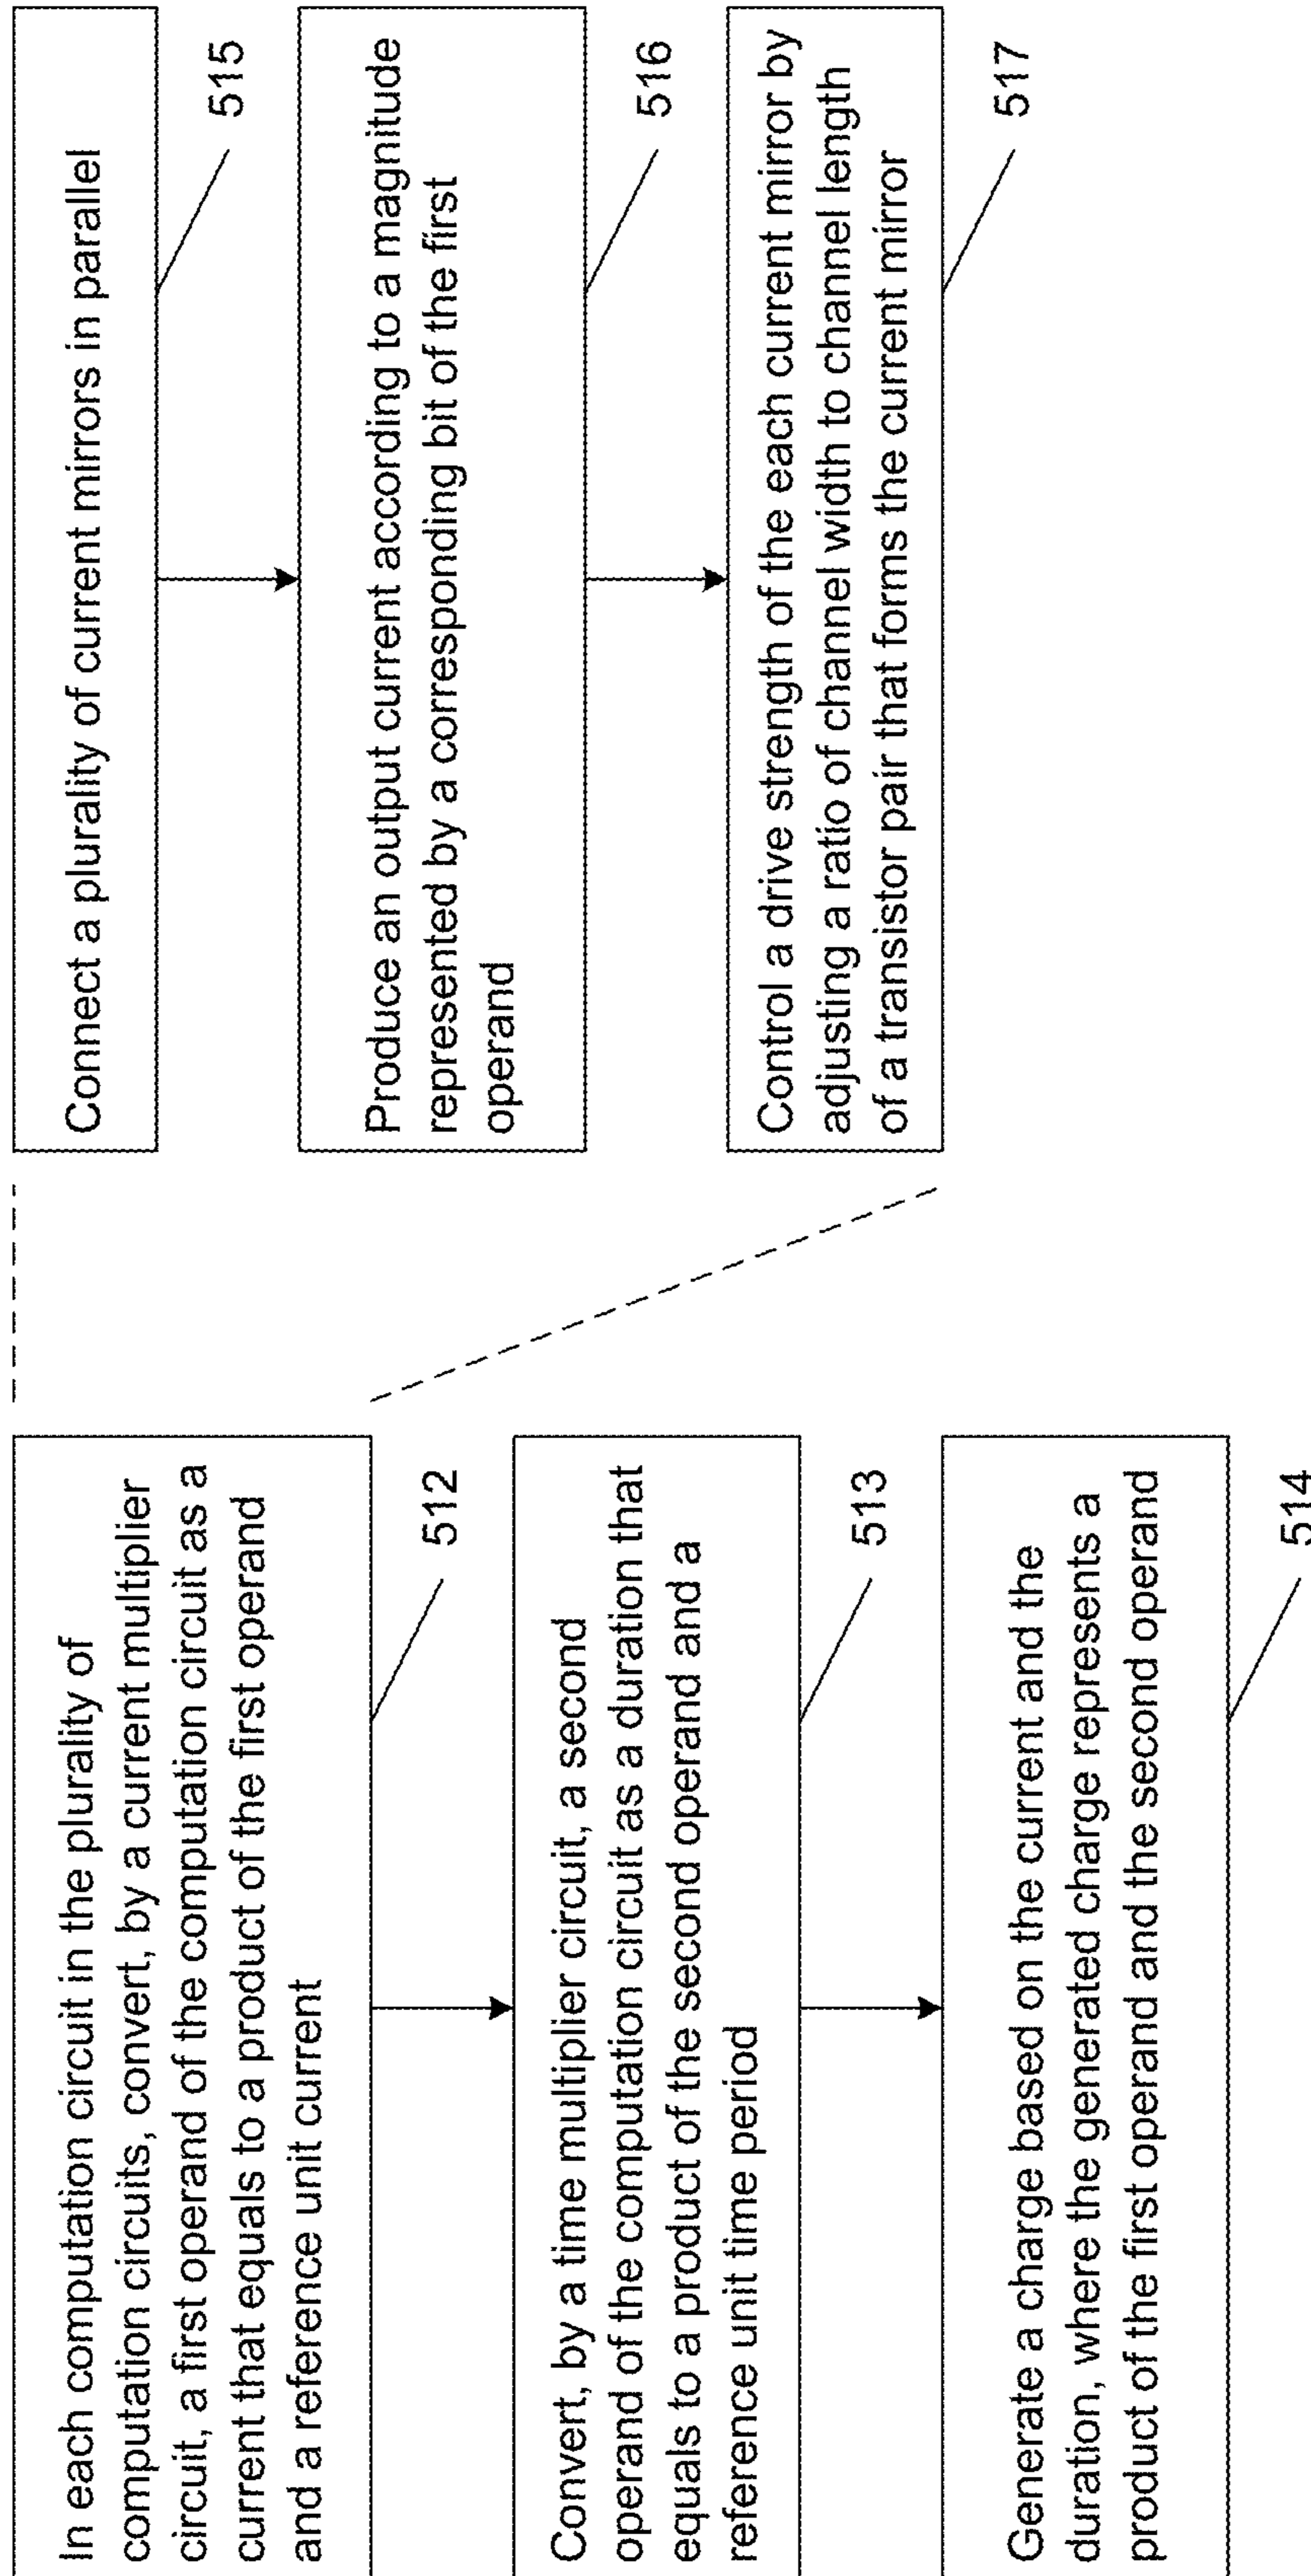 In each computation circuit in the plurality of
computation circuits, convert, by a current multiplier
circuit, a first operand of the computation circuit as a
current that equals to a product of the first operand
and a reference unit current
512
Convert, by a time multiplier circuit, a second
operand of the computation circuit as a duration that
equals to a product of the second operand and a
reference unit time period
513
Generate a charge based on the current and the
duration, where the generated charge represents a
product of the first operand and the second operand
514
Connect a plurality of current mirrors in parallel
515
Produce an output current according to a magnitude
represented by a corresponding bit of the first
operand
516
Control a drive strength of the each current mirror by
adjusting a ratio of channel width to channel length
of a transistor pair that forms the current mirror
517